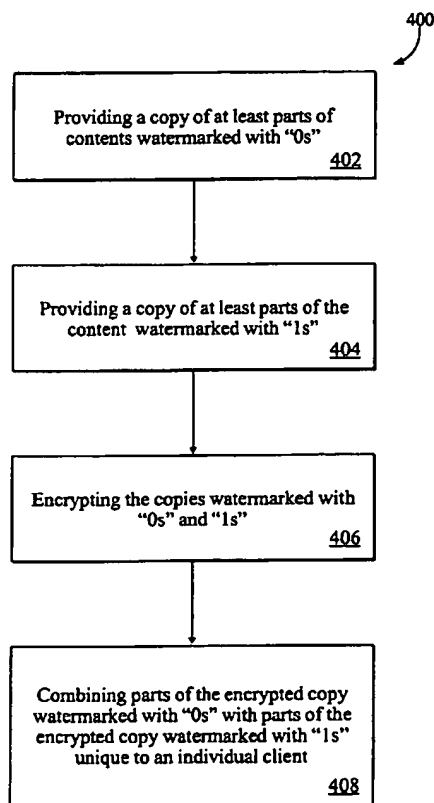 400
Providing a copy of at least parts of
contents watermarked with “0s”
402
Providing a copy of at least parts of the
content watermarked with “1s”
404
Encrypting the copies watermarked with
“0s” and “1s”
406
Combining parts of the encrypted copy
watermarked with “0s” with parts of the
encrypted copy watermarked with “1s”
unique to an individual client
408